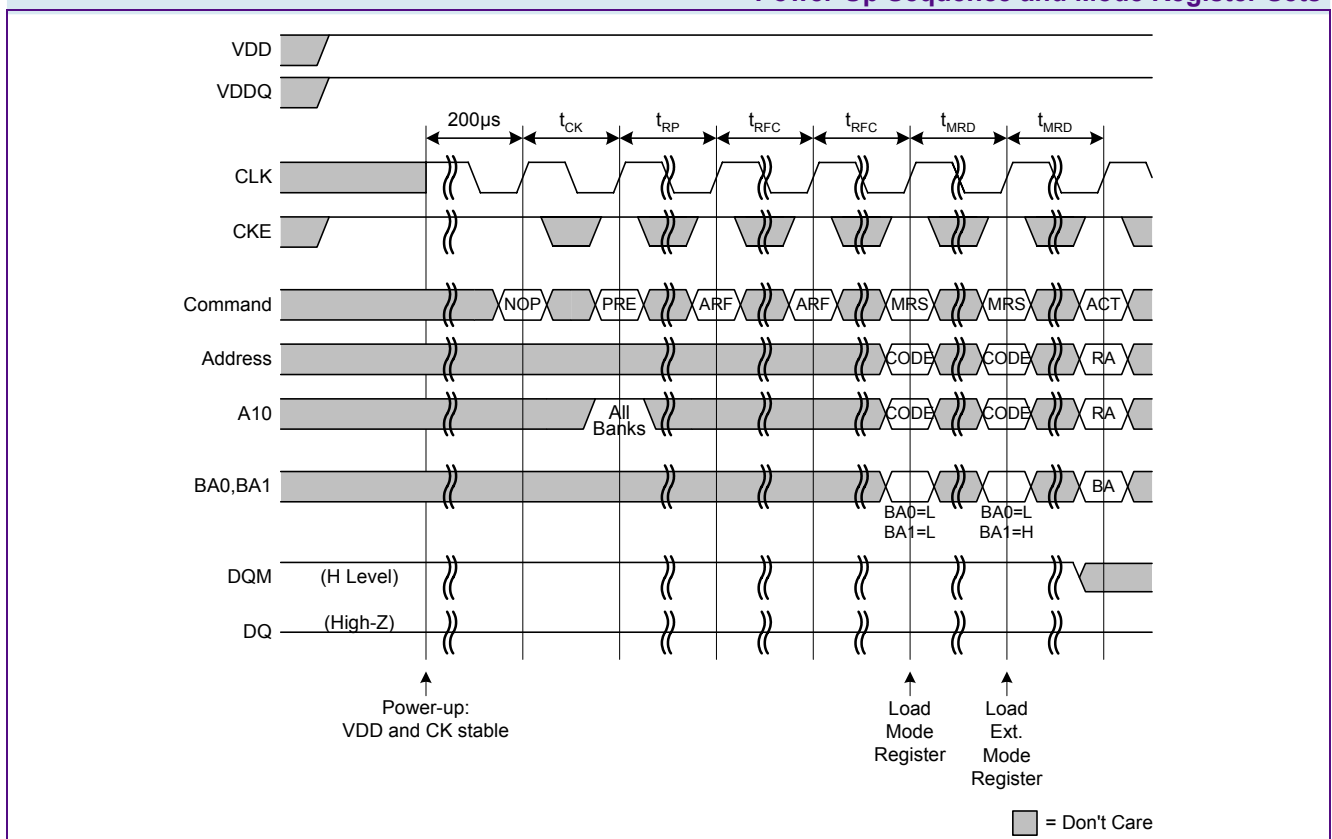 Power-Up Sequence and Mode Register Sets
VDD
VDDQ
200µs tCK tRP tRFC tRFC tMRD tMRD
CLK
CKE
Command NOP PRE ARF ARF MRS MRS ACT
Address CODE CODE RA
A10 All Banks CODE CODE RA
BA0,BA1 BA
BA0=L BA0=L
BA1=L BA1=H
DQM (H Level)
DQ (High-Z)
Power-up:
VDD and CK stable
Load
Mode
Register
Load
Ext.
Mode
Register
= Don't Care